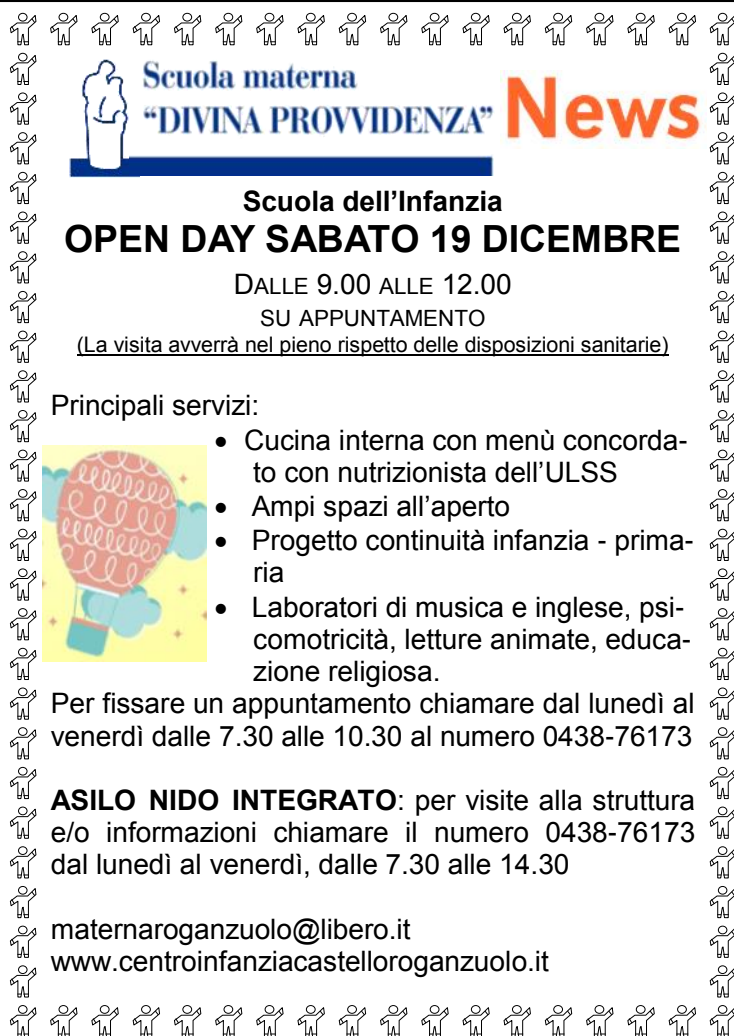 Scuola materna
“DIVINA PROVVIDENZA”
News
Scuola dell’Infanzia
OPEN DAY SABATO 19 DICEMBRE
DALLE 9.00 ALLE 12.00
SU APPUNTAMENTO
(La visita avverrà nel pieno rispetto delle disposizioni sanitarie)
Principali servizi:
• Cucina interna con menù concorda-
to con nutrizionista dell’ULSS
• Ampi spazi all’aperto
• Progetto continuità infanzia - prima-
ria
• Laboratori di musica e inglese, psi-
comotricità, letture animate, educa-
zione religiosa.
Per fissare un appuntamento chiamare dal lunedì al
venerdì dalle 7.30 alle 10.30 al numero 0438-76173
ASILO NIDO INTEGRATO: per visite alla struttura
e/o informazioni chiamare il numero 0438-76173
dal lunedì al venerdì, dalle 7.30 alle 14.30
maternaroganzuolo@libero.it
www.centroinfanziacastelloroganzuolo.it